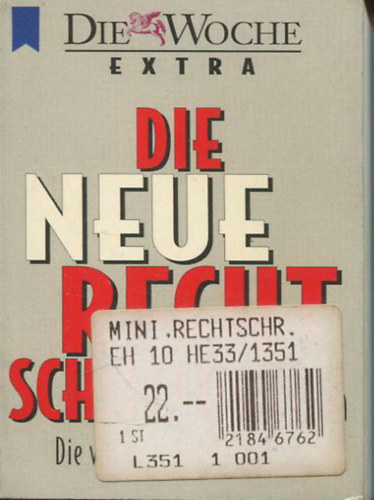 DIE WOCHE
EXTRA
DIE
NEUE
RECHT
SCH
Die
MINI.RECHTSCHR.
EH 10 HE33/1351
22.--
1 ST
2184 6762
L351 1 001